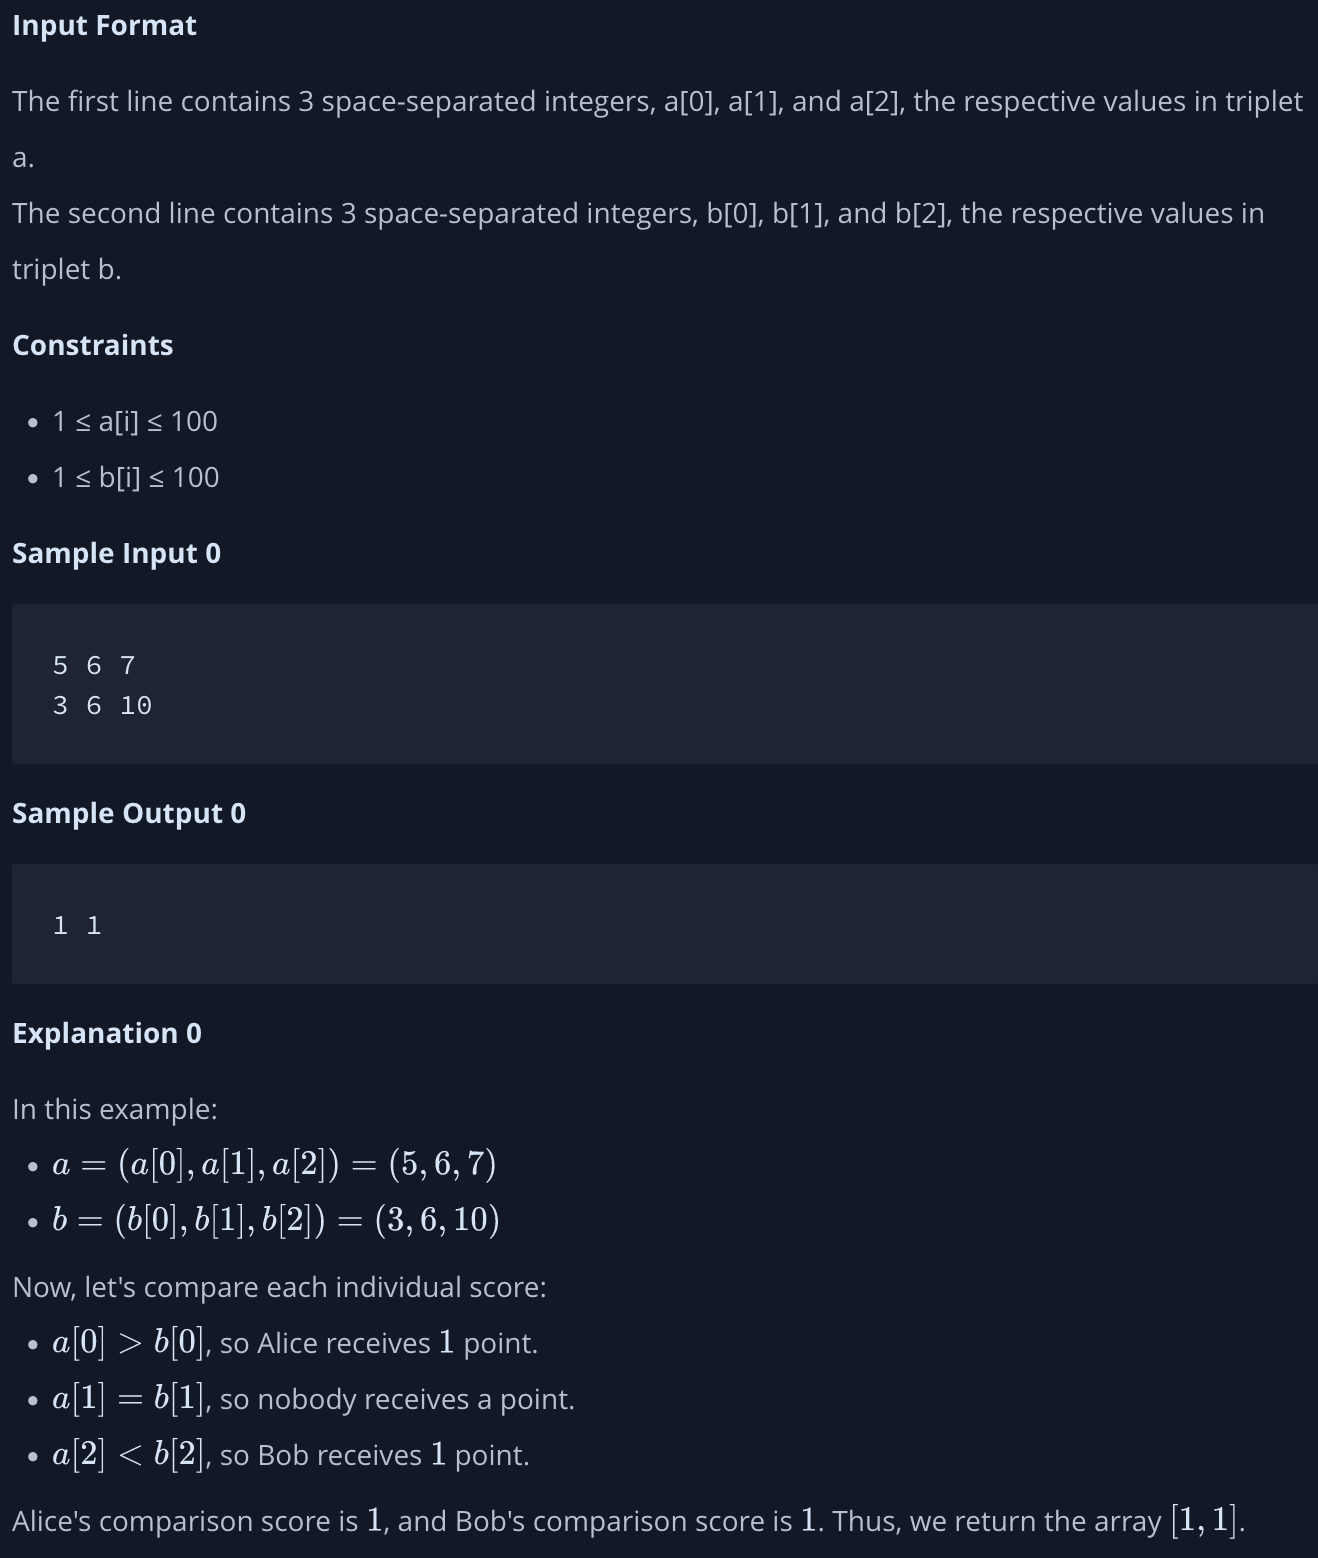 Input Format
The first line contains 3 space-separated integers, a[0], a[1], and a[2], the respective values in triplet
a.
The second line contains 3 space-separated integers, b[0], b[1], and b[2], the respective values in
triplet b.
Constraints
• 1 ≤ a[i] ≤ 100
• 1 ≤ b[i] ≤ 100
Sample Input 0
5 6 7
3 6 10
Sample Output 0
1 1
Explanation 0
In this example:
• a = (a[0], a[1], a[2]) = (5, 6, 7)
• b = (b[0], b[1], b[2]) = (3, 6, 10)
Now, let's compare each individual score:
• a[0] > b[0], so Alice receives 1 point.
• a[1] = b[1], so nobody receives a point.
• a[2] < b[2], so Bob receives 1 point.
Alice's comparison score is 1, and Bob's comparison score is 1. Thus, we return the array [1, 1].